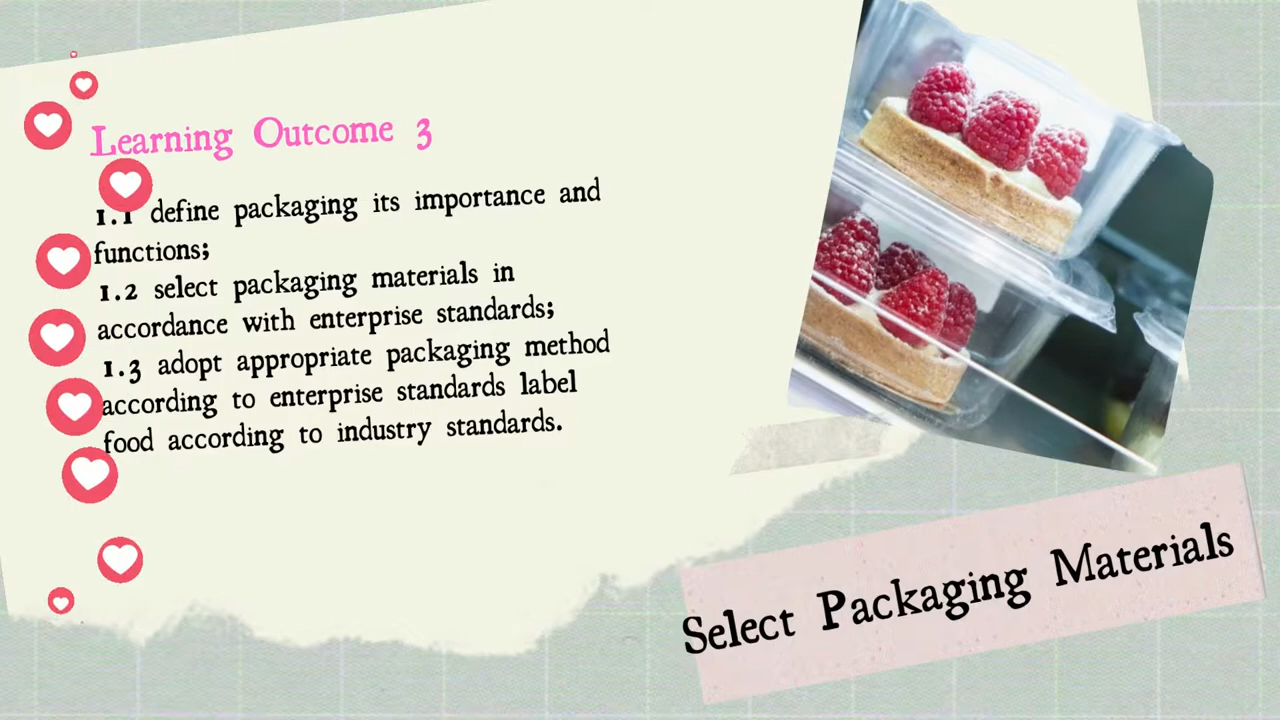 Learning Outcome 3
1.1 define packaging its importance and
functions;
1.2 select packaging materials in
accordance with enterprise standards;
1.3 adopt appropriate packaging method
according to enterprise standards label
food according to industry standards.
Select Packaging Materials